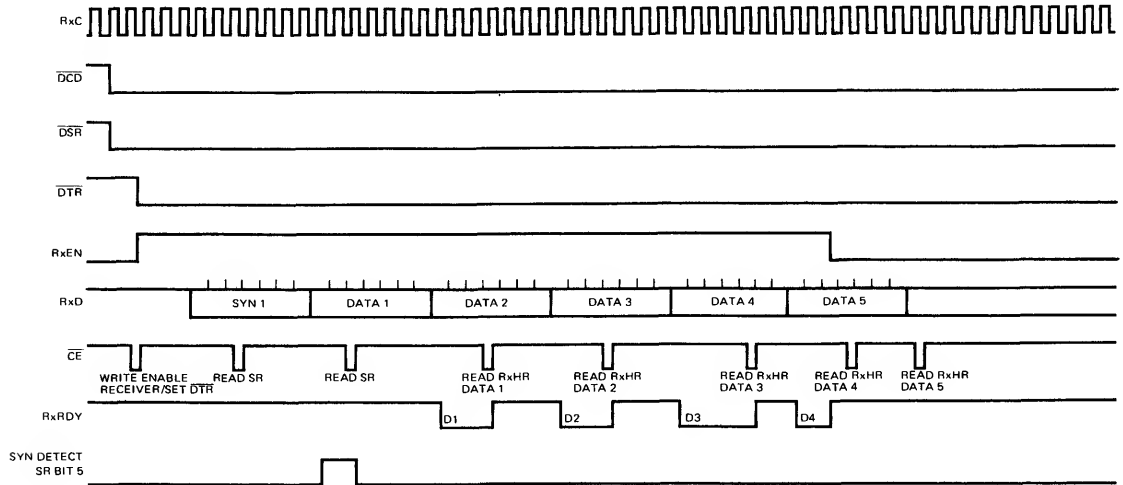 RxC
DCD
DSR
DTR
RxEN
RxD
SYN 1
DATA 1
DATA 2
DATA 3
DATA 4
DATA 5
CE
WRITE ENABLE
RECEIVER/SET DTR
READ SR
READ SR
READ RxHR
DATA 1
READ RxHR
DATA 2
READ RxHR
DATA 3
READ RxHR
DATA 4
READ RxHR
DATA 5
RxRDY
D1
D2
D3
D4
SYN DETECT
SR BIT 5